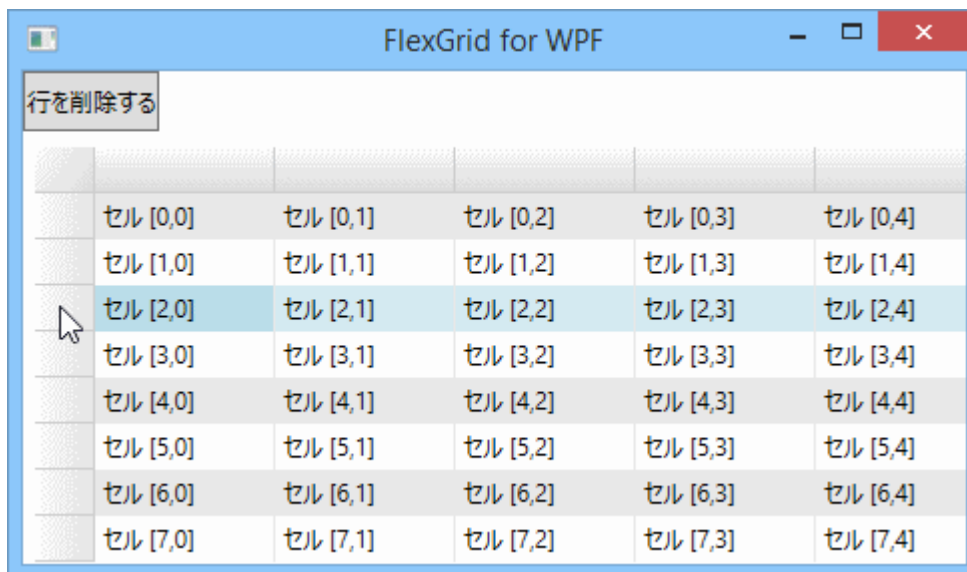 FlexGrid for WPF
行を削除する
セル [0,0] セル [0,1] セル [0,2] セル [0,3] セル [0,4]
セル [1,0] セル [1,1] セル [1,2] セル [1,3] セル [1,4]
セル [2,0] セル [2,1] セル [2,2] セル [2,3] セル [2,4]
セル [3,0] セル [3,1] セル [3,2] セル [3,3] セル [3,4]
セル [4,0] セル [4,1] セル [4,2] セル [4,3] セル [4,4]
セル [5,0] セル [5,1] セル [5,2] セル [5,3] セル [5,4]
セル [6,0] セル [6,1] セル [6,2] セル [6,3] セル [6,4]
セル [7,0] セル [7,1] セル [7,2] セル [7,3] セル [7,4]